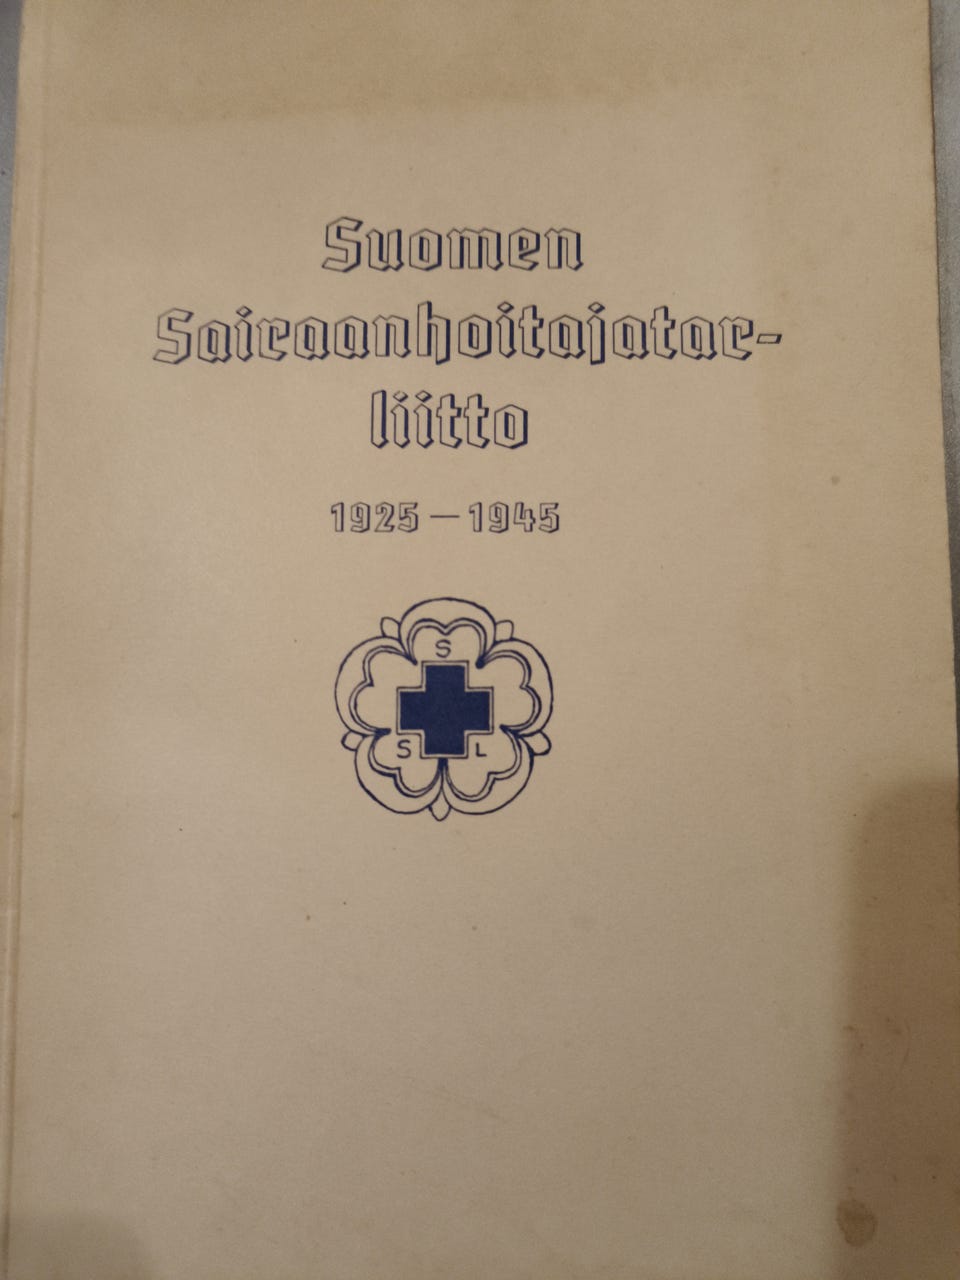 Suomen
Sairaanhoitajatar-
liitto
1925 – 1945
S
S L